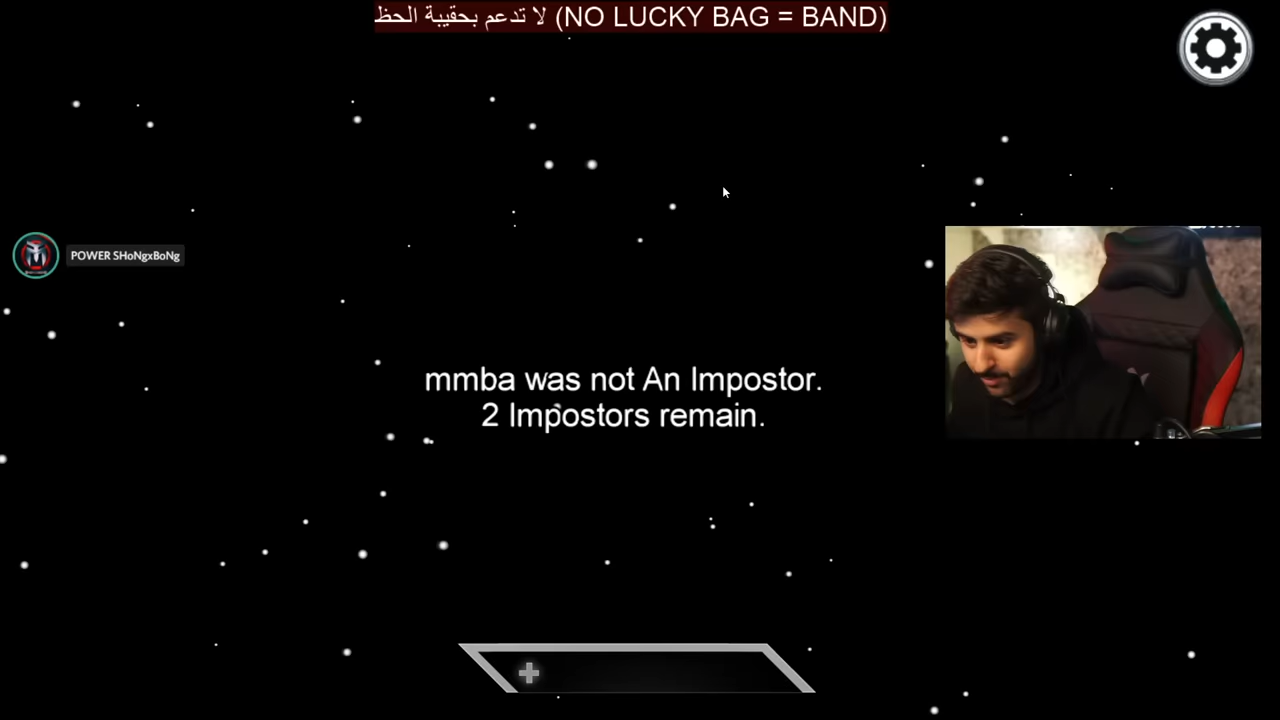 لا تدعم بحقيبة الحظ (NO LUCKY BAG = BAND)
POWER SHoNgxBoNg
mmba was not An Impostor.
2 Impostors remain.